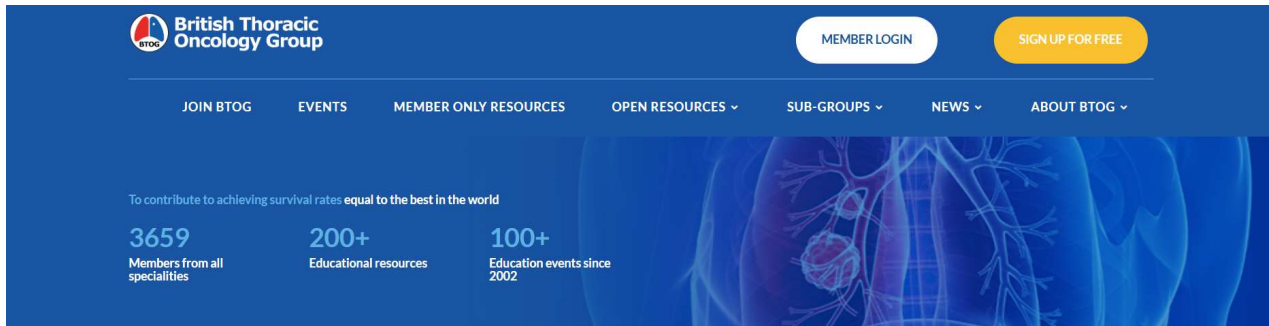 British Thoracic
Oncology Group
BTOG
MEMBER LOGIN
SIGN UP FOR FREE
JOIN BTOG
EVENTS
MEMBER ONLY RESOURCES
OPEN RESOURCES
SUB-GROUPS
NEWS
ABOUT BTOG
To contribute to achieving survival rates equal to the best in the world
3659
Members from all
specialities
200+
Educational resources
100+
Education events since
2002